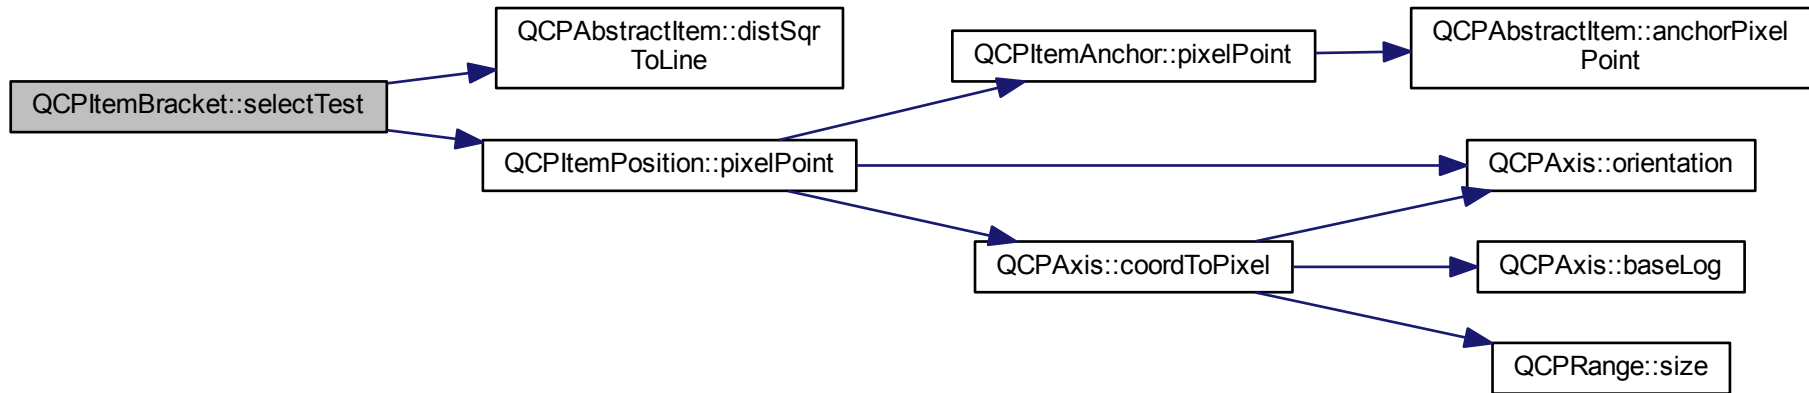 QCPItemBracket::selectTest
QCPAbstractItem::distSqr
ToLine
QCPItemPosition::pixelPoint
QCPItemAnchor::pixelPoint
QCPAbstractItem::anchorPixel
Point
QCPAxis::orientation
QCPAxis::coordToPixel
QCPAxis::baseLog
QCPRange::size